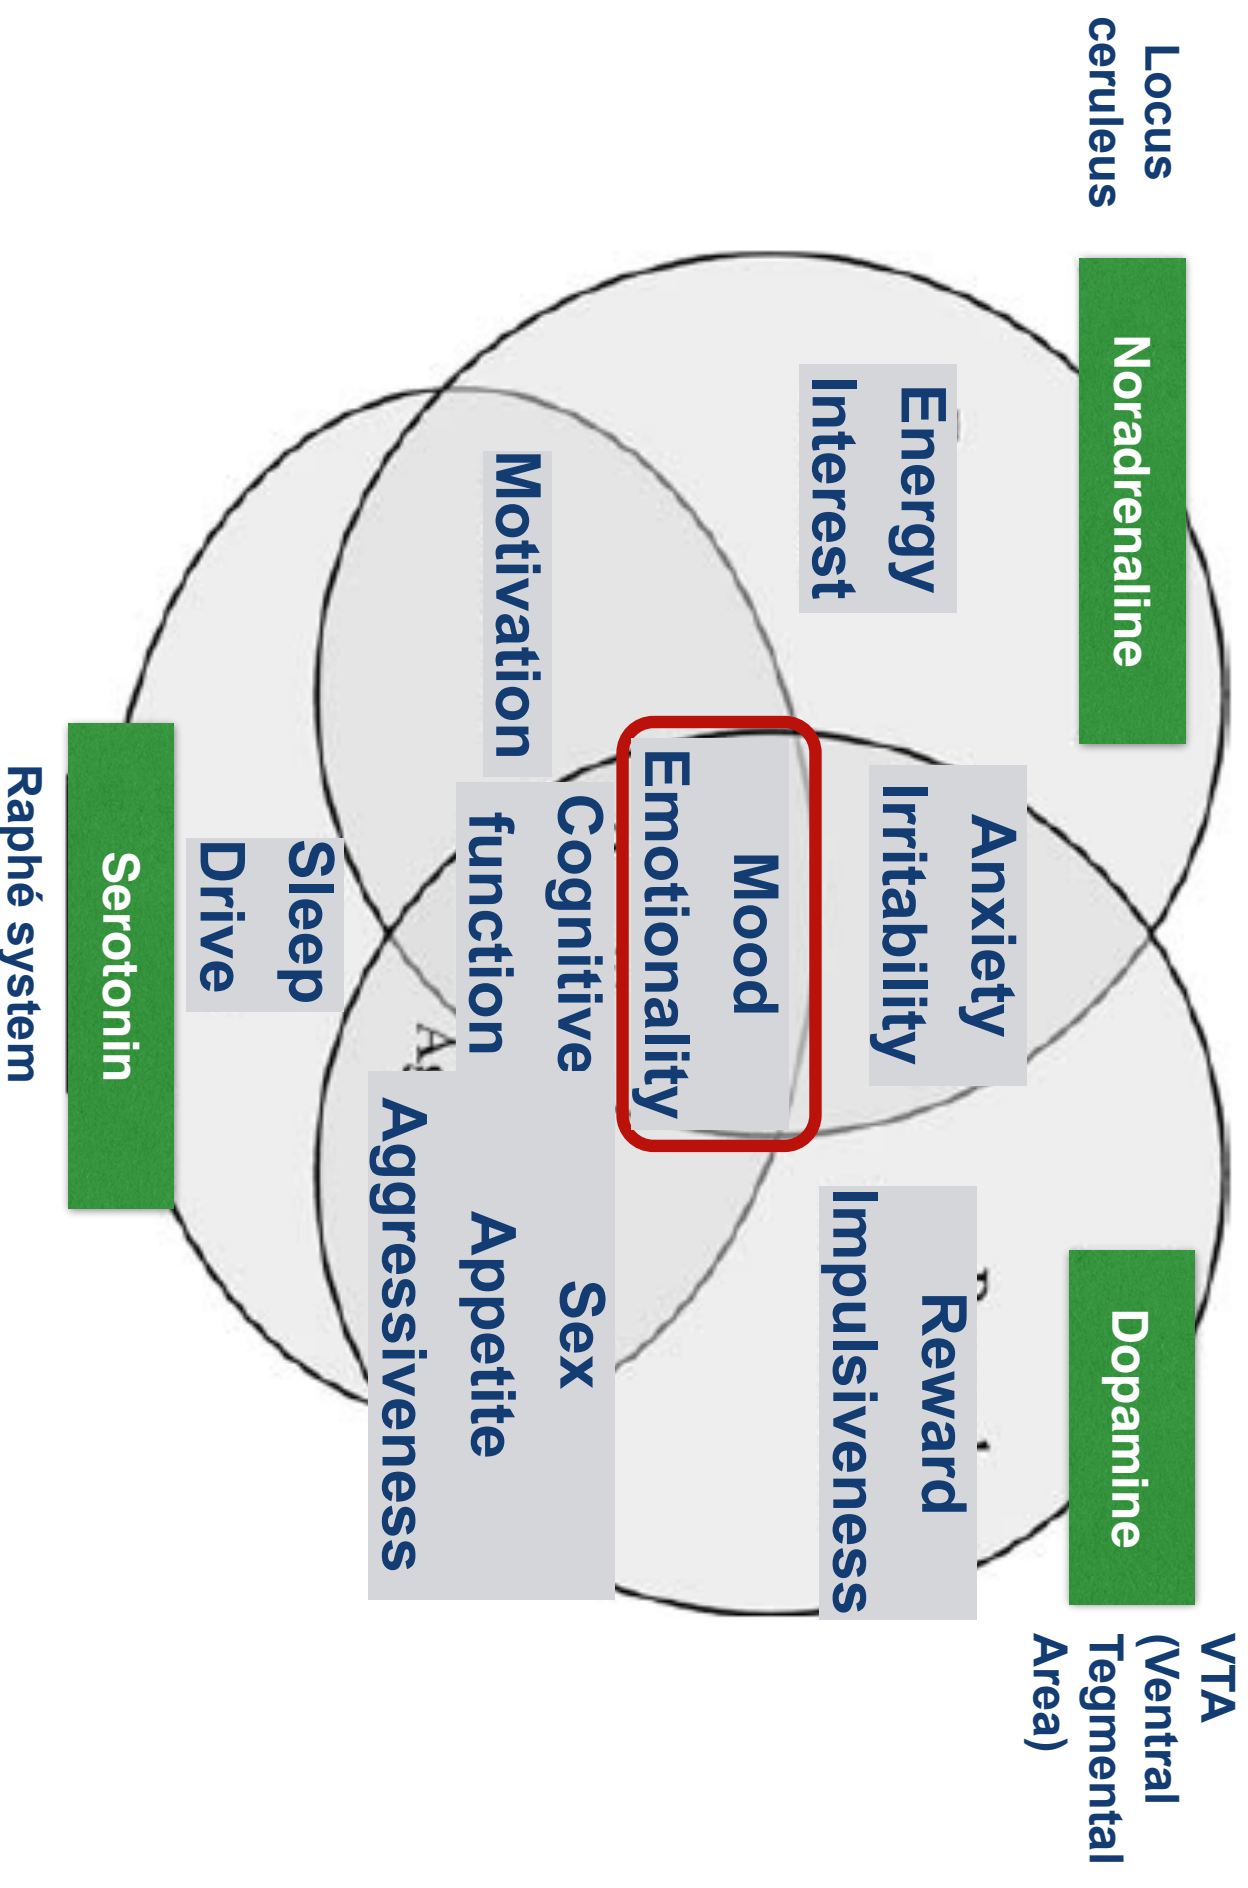 Locus
ceruleus
Noradrenaline
Dopamine
VTA
(Ventral
Tegmental
Area)
Energy
Interest
Anxiety
Irritability
Reward
Impulsiveness
Mood
Emotionality
Motivation
Cognitive
function
Sex
Appetite
Aggressiveness
Sleep
Drive
Serotonin
Raphé system